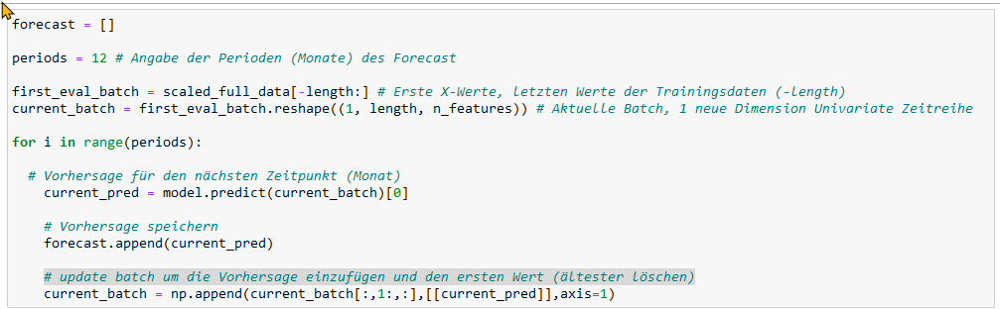 forecast = []
periods = 12 # Angabe der Perioden (Monate) des Forecast
first_eval_batch = scaled_full_data[-length:] # Erste X-Werte, letzten Werte der Trainingsdaten (-length)
current_batch = first_eval_batch.reshape((1, length, n_features)) # Aktuelle Batch, 1 neue Dimension Univariate Zeitreihe
for i in range(periods):
# Vorhersage für den nächsten Zeitpunkt (Monat)
current_pred = model.predict(current_batch)[0]
# Vorhersage speichern
forecast.append(current_pred)
# update batch um die Vorhersage einzufügen und den ersten Wert (ältester löschen)
current_batch = np.append(current_batch[:,1:,:],[[current_pred]],axis=1)